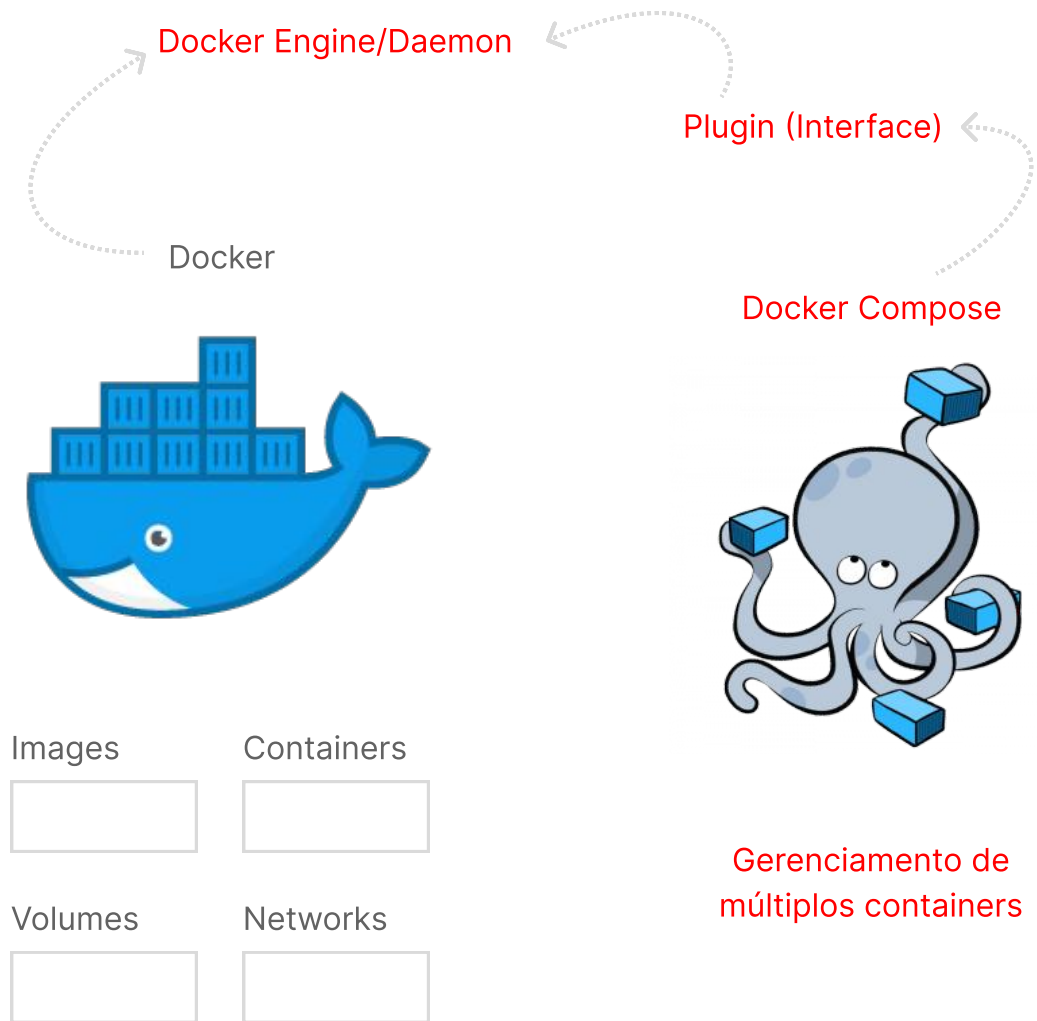 Docker Engine/Daemon
Plugin (Interface)
Docker
Docker Compose
Images
Containers
Volumes
Networks
Gerenciamento de
múltiplos containers